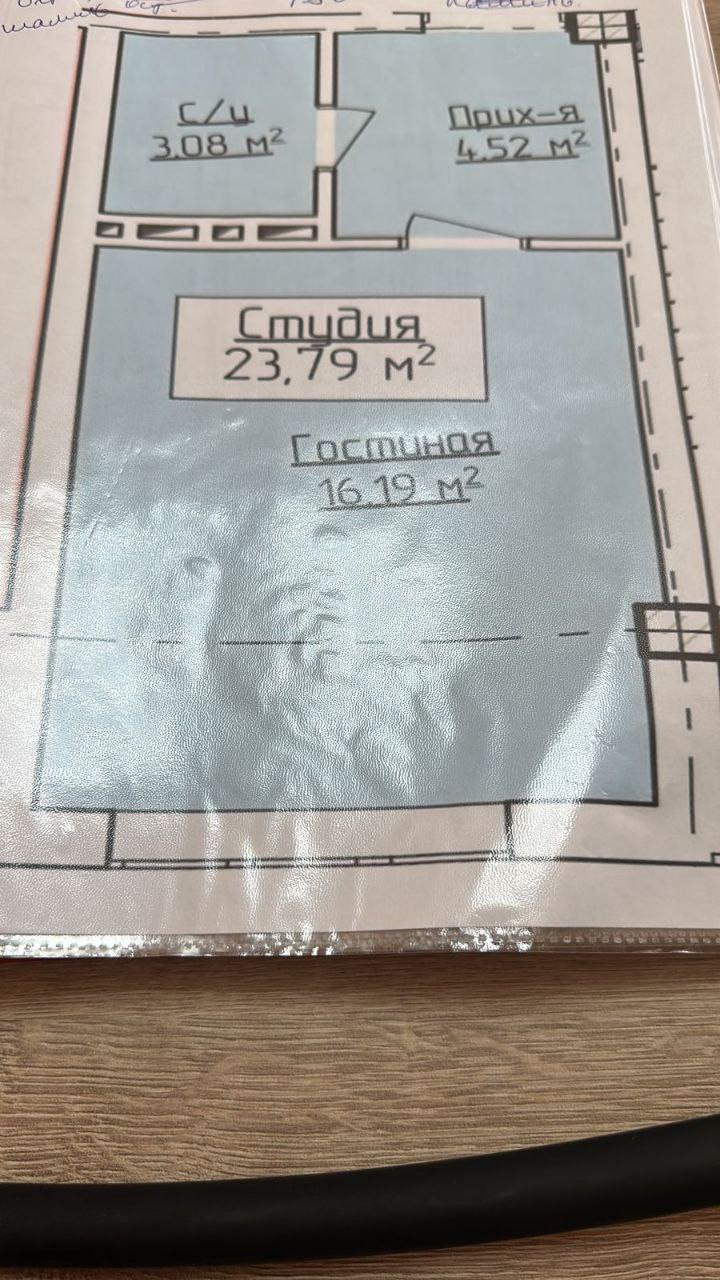 С/ц
3.08 м²
Прих-я
4.52 м²
Студия
23,79 м²
Гостиная
16.19 м²